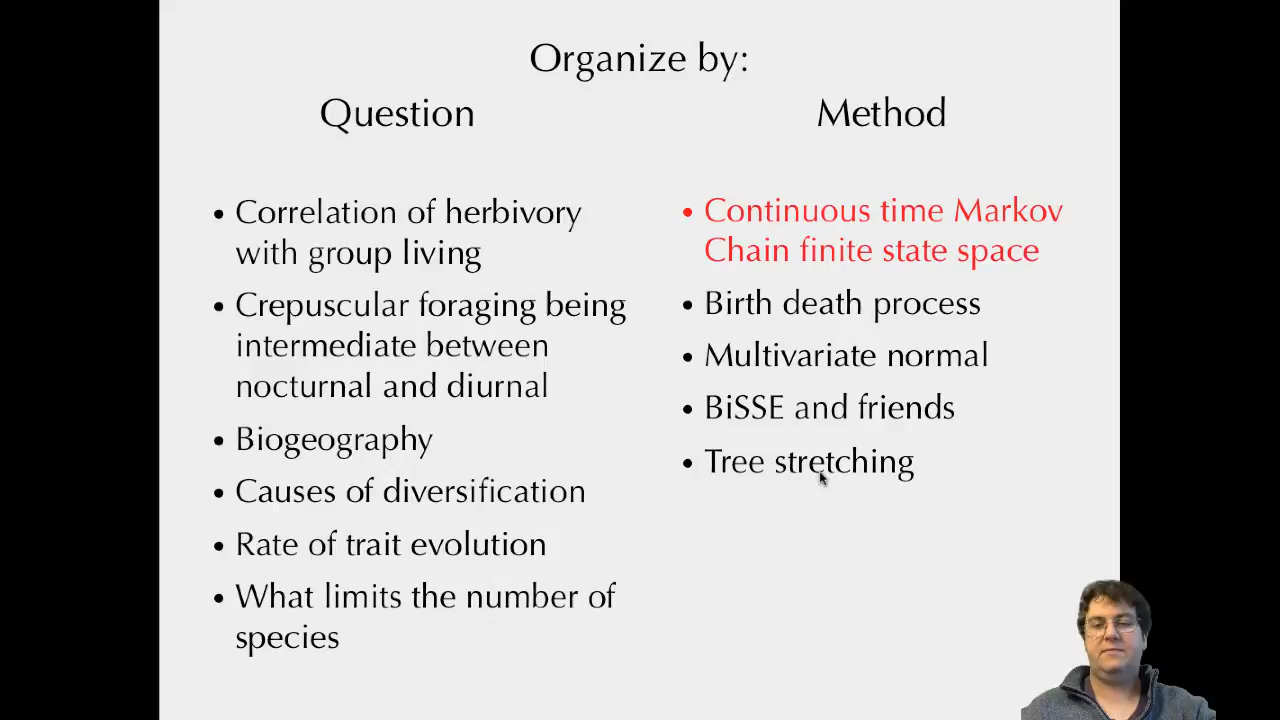 Organize by:
Question
Method
• Correlation of herbivory
with group living
• Crepuscular foraging being
intermediate between
nocturnal and diurnal
• Biogeography
• Causes of diversification
• Rate of trait evolution
• What limits the number of
species
• Continuous time Markov
Chain finite state space
• Birth death process
• Multivariate normal
• BiSSE and friends
• Tree stretching